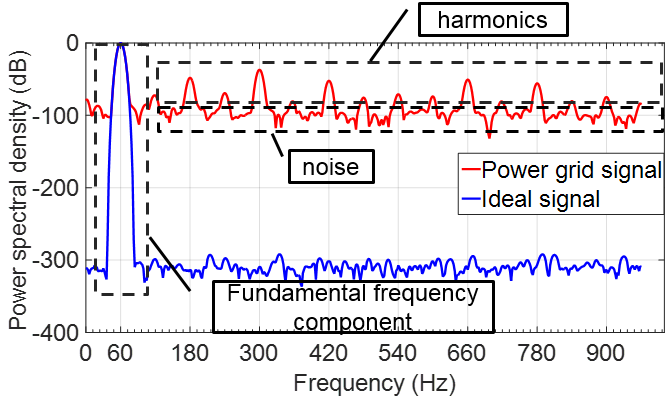 harmonics
0
-100
-200
-300
-400
Power spectral density (dB)
noise
Power grid signal
Ideal signal
Fundamental frequency
component
0 60 180 300 420 540 660 780 900
Frequency (Hz)